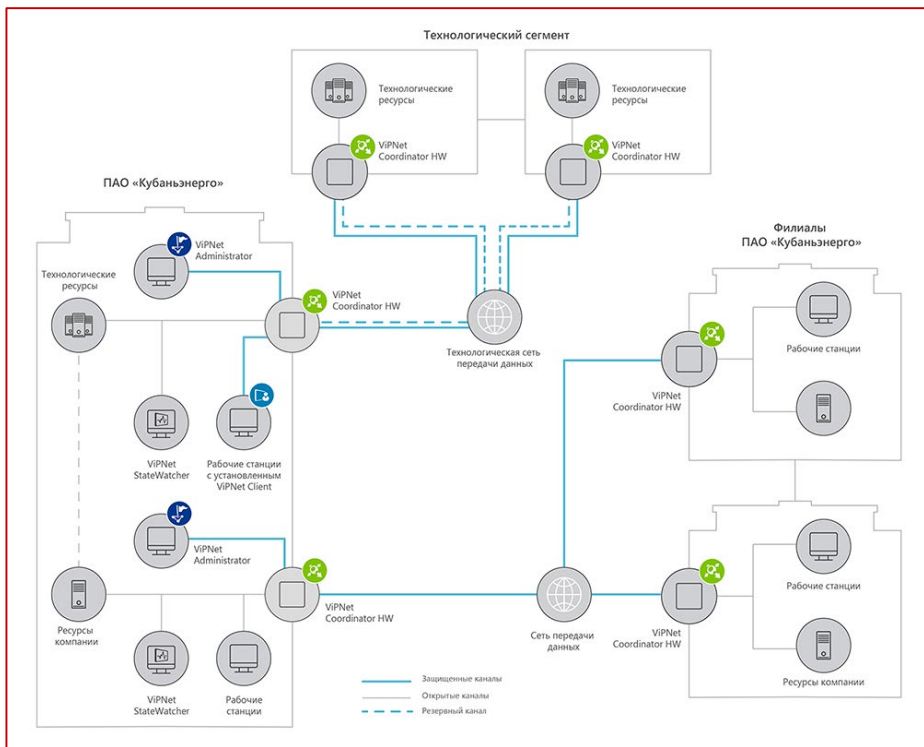 Технологический сегмент
Технологические
ресурсы
Технологические
ресурсы
ViPNet
Coordinator HW
ViPNet
Coordinator HW
ПАО «Кубаньэнерго»
ViPNet
Administrator
Технологические
ресурсы
ViPNet
Coordinator HW
Технологическая сеть
передачи данных
ViPNet
StateWatcher
Рабочие станции
с установленным
ViPNet Client
ViPNet
Administrator
Ресурсы
компании
ViPNet
Coordinator HW
ViPNet
StateWatcher
Рабочие
станции
Сеть передачи
данных
Филиалы
ПАО «Кубаньэнерго»
Рабочие станции
ViPNet
Coordinator HW
Рабочие станции
ViPNet
Coordinator HW
Ресурсы компании
Защищенные каналы
Открытые каналы
Резервный канал